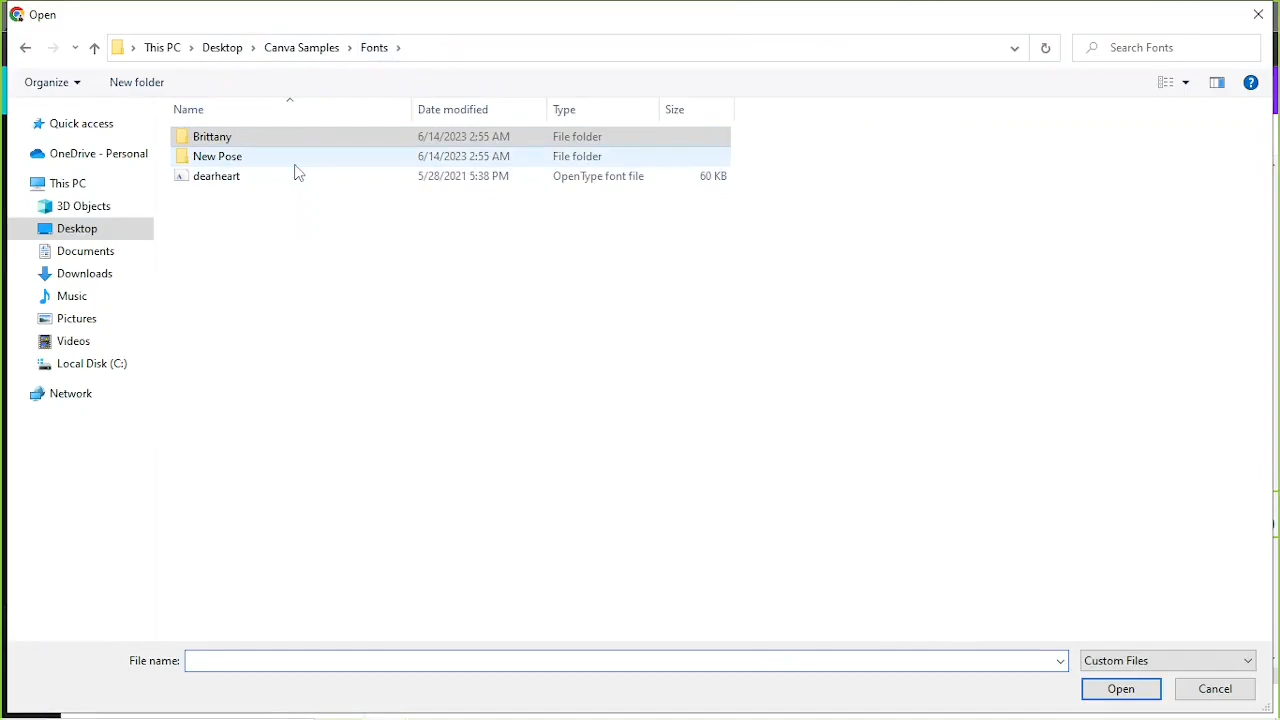 Open
This PC > Desktop > Canva Samples > Fonts >
Search Fonts
Organize
New folder
Name Date modified Type Size
Brittany 6/14/2023 2:55 AM File folder
New Pose 6/14/2023 2:55 AM File folder
dearheart 5/28/2021 5:38 PM OpenType font file 60 KB
Quick access
OneDrive - Personal
This PC
3D Objects
Desktop
Documents
Downloads
Music
Pictures
Videos
Local Disk (C:)
Network
File name:
Custom Files
Open
Cancel